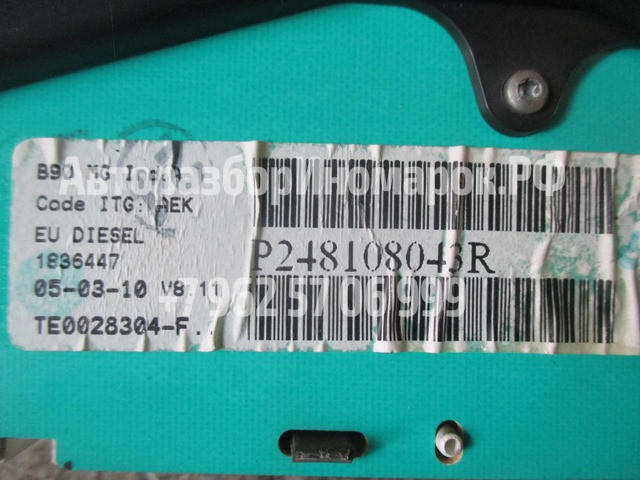 B90 MG
Code ITG: AEK
EU DIESEL
1836447
05-03-10 V8.11
TE0028304-F..
P248108043R
АвторазборИномарок.РФ
+7962 57 06 999